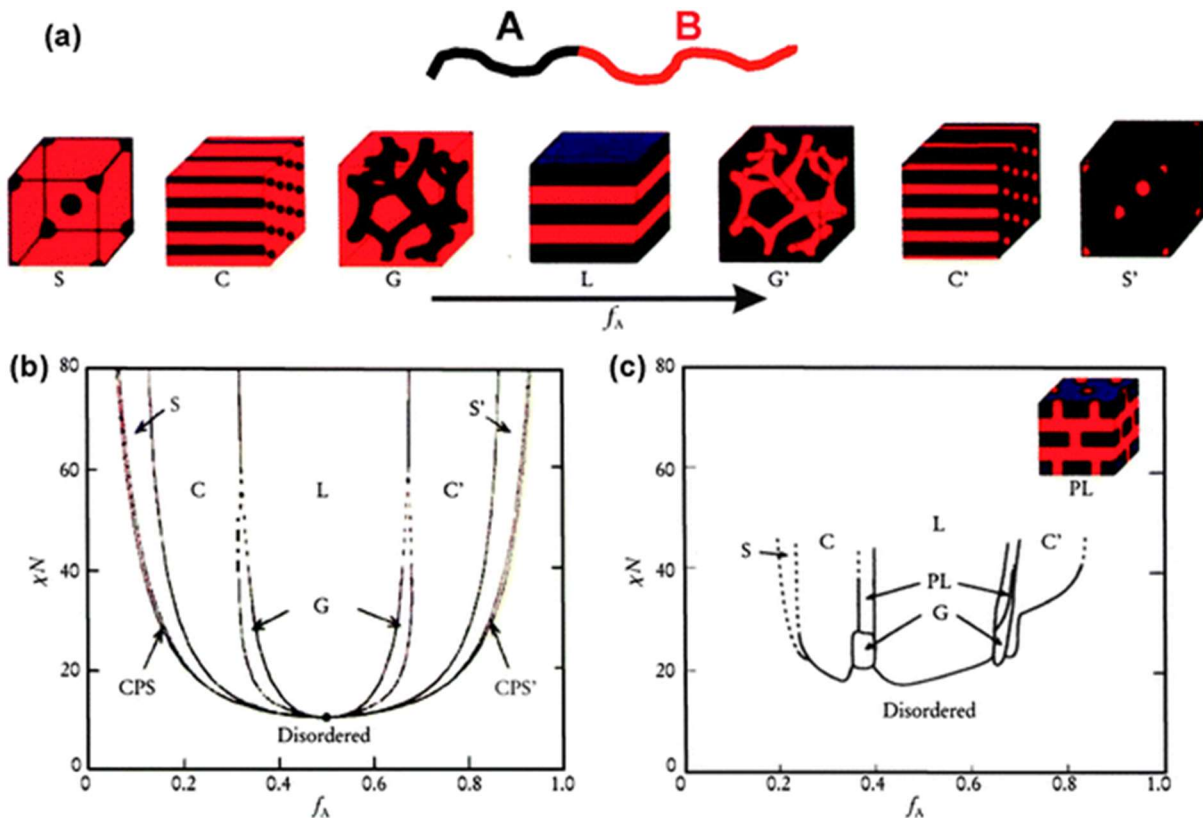 (a)
A B
S C G L G' C' S'
fA
(b)
80
60
40
20
0
χN
S
S'
C
L
C'
G
CPS
CPS'
Disordered
0 0.2 0.4 0.6 0.8 1.0
fA
(c)
80
60
40
20
0
χN
PL
L
S
C
C'
PL
G
Disordered
0 0.2 0.4 0.6 0.8 1.0
fA